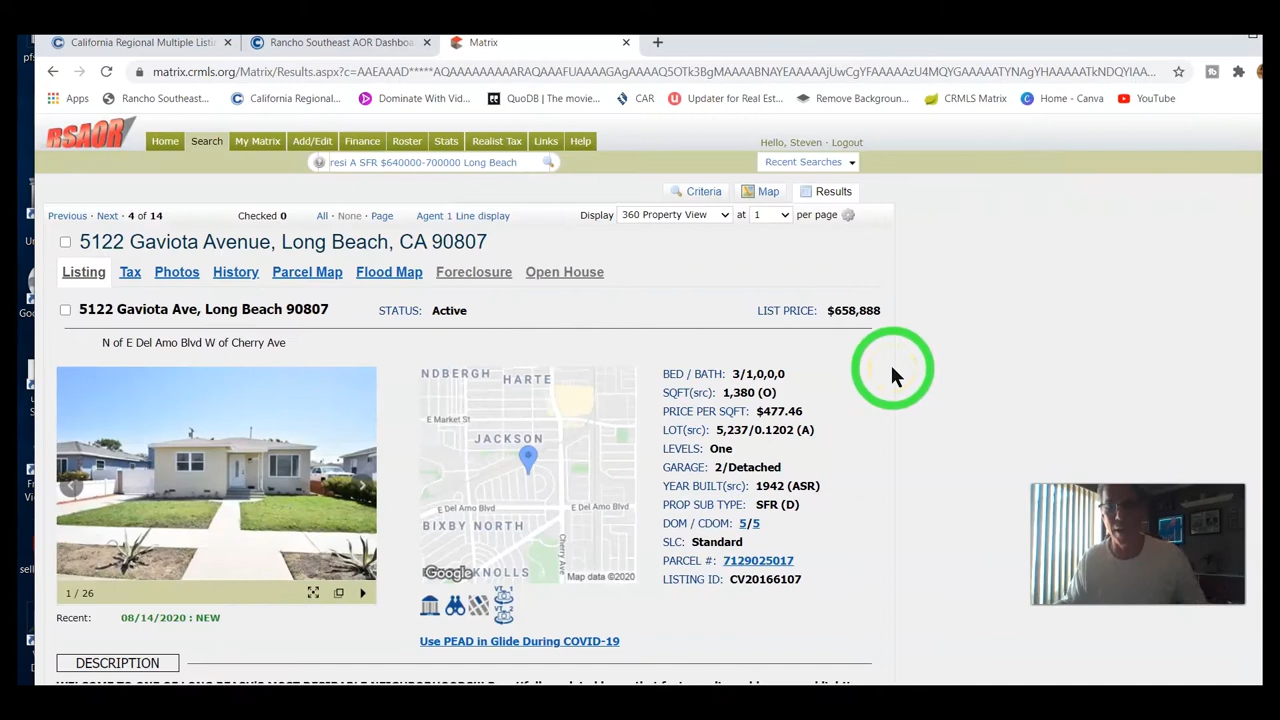 California Regional Multiple Listi
Rancho Southeast AOR Dashboa
Matrix
matrix.crmls.org/Matrix/Results.aspx?c=AAEAAAD*****AQAAAAAAAAARAQAAAFUAAAAGAgAAAAQ5OTk3BgMAAAABNAYEAAAAAjUwCgYFAAAAAzU4MQYGAAAAATYNAgYHAAAAATkNDQYIAA...
Apps
Rancho Southeast...
California Regional...
Dominate With Vid...
QuoDB | The movie...
CAR
Updater for Real Est...
Remove Backgroun...
CRMLS Matrix
Home - Canva
YouTube
RSAOR
Home
Search
My Matrix
Add/Edit
Finance
Roster
Stats
Realist Tax
Links
Help
Hello, Steven · Logout
resi A SFR $640000-700000 Long Beach
Recent Searches
Criteria
Map
Results
Previous · Next · 4 of 14
Checked 0
All · None · Page
Agent 1 Line display
Display 360 Property View at 1 per page
5122 Gaviota Avenue, Long Beach, CA 90807
Listing
Tax
Photos
History
Parcel Map
Flood Map
Foreclosure
Open House
5122 Gaviota Ave, Long Beach 90807
STATUS: Active
LIST PRICE: $658,888
N of E Del Amo Blvd W of Cherry Ave
NDBERGH
HARTE
E Market St
JACKSON
E Del Amo Blvd
E Del Amo Blvd
BIXBY NORTH
Cherry Ave
KNOLLS
Google
Map data ©2020
BED / BATH: 3/1,0,0,0
SQFT(src): 1,380 (O)
PRICE PER SQFT: $477.46
LOT(src): 5,237/0.1202 (A)
LEVELS: One
GARAGE: 2/Detached
YEAR BUILT(src): 1942 (ASR)
PROP SUB TYPE: SFR (D)
DOM / CDOM: 5/5
SLC: Standard
PARCEL #: 7129025017
LISTING ID: CV20166107
1 / 26
VT 1
VT 2
Recent: 08/14/2020 : NEW
Use PEAD in Glide During COVID-19
DESCRIPTION